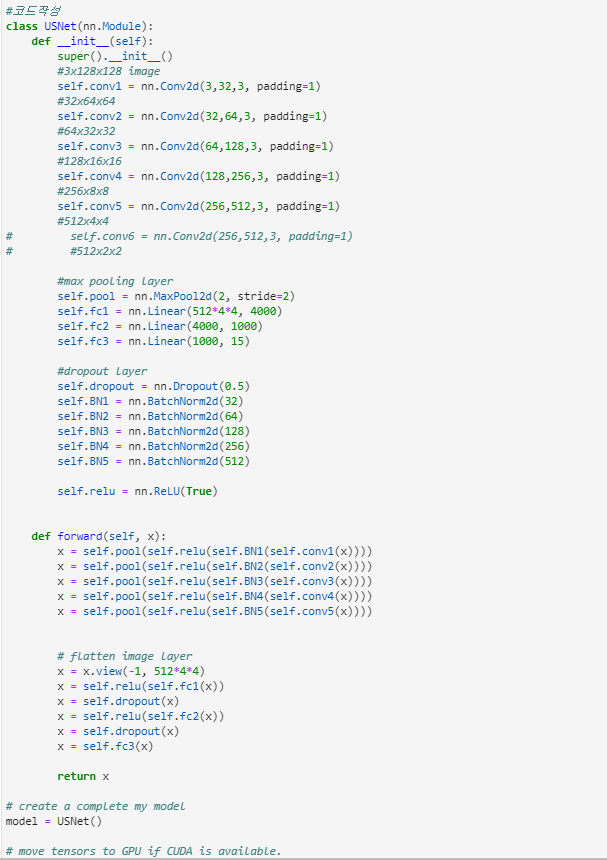 #코드작성
class USNet(nn.Module):
    def __init__(self):
        super().__init__()
        #3x128x128 image
        self.conv1 = nn.Conv2d(3,32,3, padding=1)
        #32x64x64
        self.conv2 = nn.Conv2d(32,64,3, padding=1)
        #64x32x32
        self.conv3 = nn.Conv2d(64,128,3, padding=1)
        #128x16x16
        self.conv4 = nn.Conv2d(128,256,3, padding=1)
        #256x8x8
        self.conv5 = nn.Conv2d(256,512,3, padding=1)
        #512x4x4
#         self.conv6 = nn.Conv2d(256,512,3, padding=1)
#         #512x2x2
        #max pooling layer
        self.pool = nn.MaxPool2d(2, stride=2)
        self.fc1 = nn.Linear(512*4*4, 4000)
        self.fc2 = nn.Linear(4000, 1000)
        self.fc3 = nn.Linear(1000, 15)
        #dropout layer
        self.dropout = nn.Dropout(0.5)
        self.BN1 = nn.BatchNorm2d(32)
        self.BN2 = nn.BatchNorm2d(64)
        self.BN3 = nn.BatchNorm2d(128)
        self.BN4 = nn.BatchNorm2d(256)
        self.BN5 = nn.BatchNorm2d(512)
        self.relu = nn.ReLU(True)
    def forward(self, x):
        x = self.pool(self.relu(self.BN1(self.conv1(x))))
        x = self.pool(self.relu(self.BN2(self.conv2(x))))
        x = self.pool(self.relu(self.BN3(self.conv3(x))))
        x = self.pool(self.relu(self.BN4(self.conv4(x))))
        x = self.pool(self.relu(self.BN5(self.conv5(x))))
        # flatten image layer
        x = x.view(-1, 512*4*4)
        x = self.relu(self.fc1(x))
        x = self.dropout(x)
        x = self.relu(self.fc2(x))
        x = self.dropout(x)
        x = self.fc3(x)
        return x
# create a complete my model
model = USNet()
# move tensors to GPU if CUDA is available.